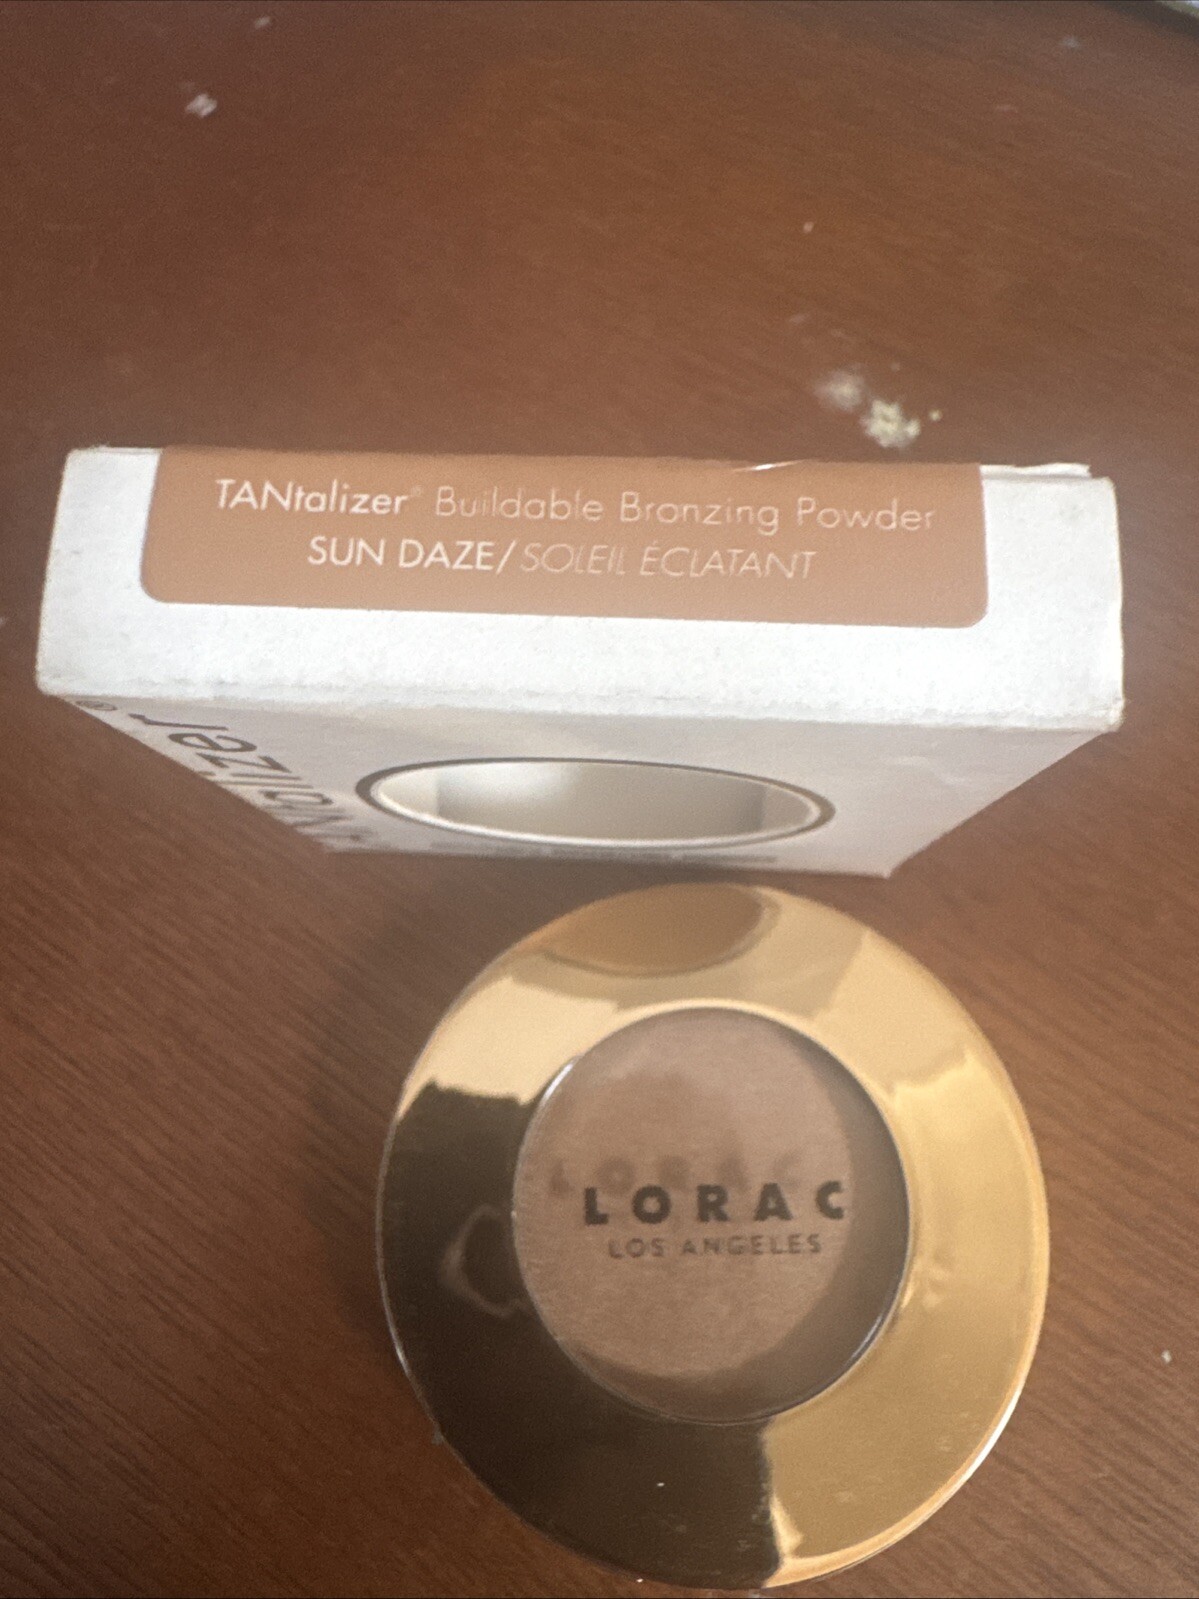 TANtalizer® Buildable Bronzing Powder
SUN DAZE/SOLEIL ÉCLATANT
LORAC
LOS ANGELES